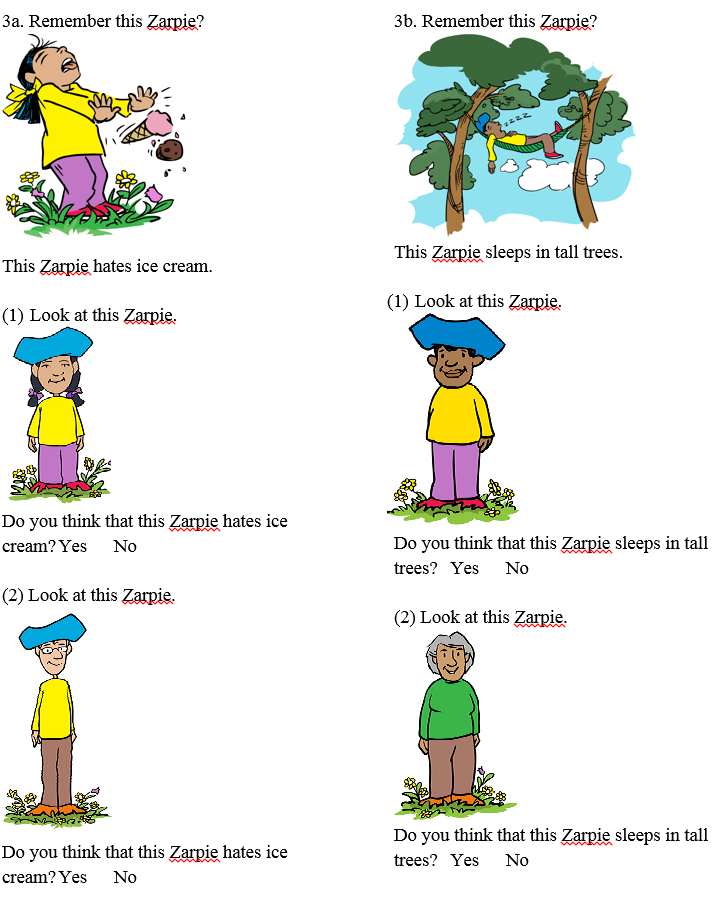 3a. Remember this Zarpie?
This Zarpie hates ice cream.
(1) Look at this Zarpie.
Do you think that this Zarpie hates ice
cream? Yes No
(2) Look at this Zarpie.
Do you think that this Zarpie hates ice
cream? Yes No
3b. Remember this Zarpie?
zzzz
This Zarpie sleeps in tall trees.
(1) Look at this Zarpie.
Do you think that this Zarpie sleeps in tall
trees? Yes No
(2) Look at this Zarpie.
Do you think that this Zarpie sleeps in tall
trees? Yes No